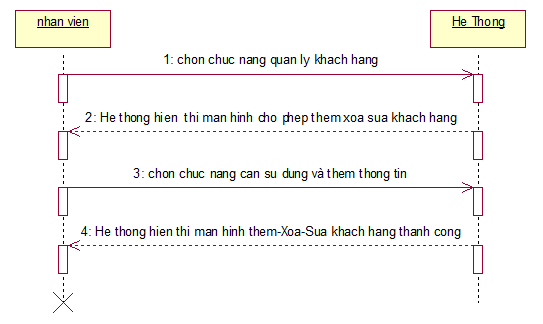 nhan vien
He Thong
1: chon chuc nang quan ly khach hang
2: He thong hien thi man hinh cho phep them xoa sua khach hang
3: chon chuc nang can su dung và them thong tin
4: He thong hien thi man hinh them-Xoa-Sua khach hang thanh cong